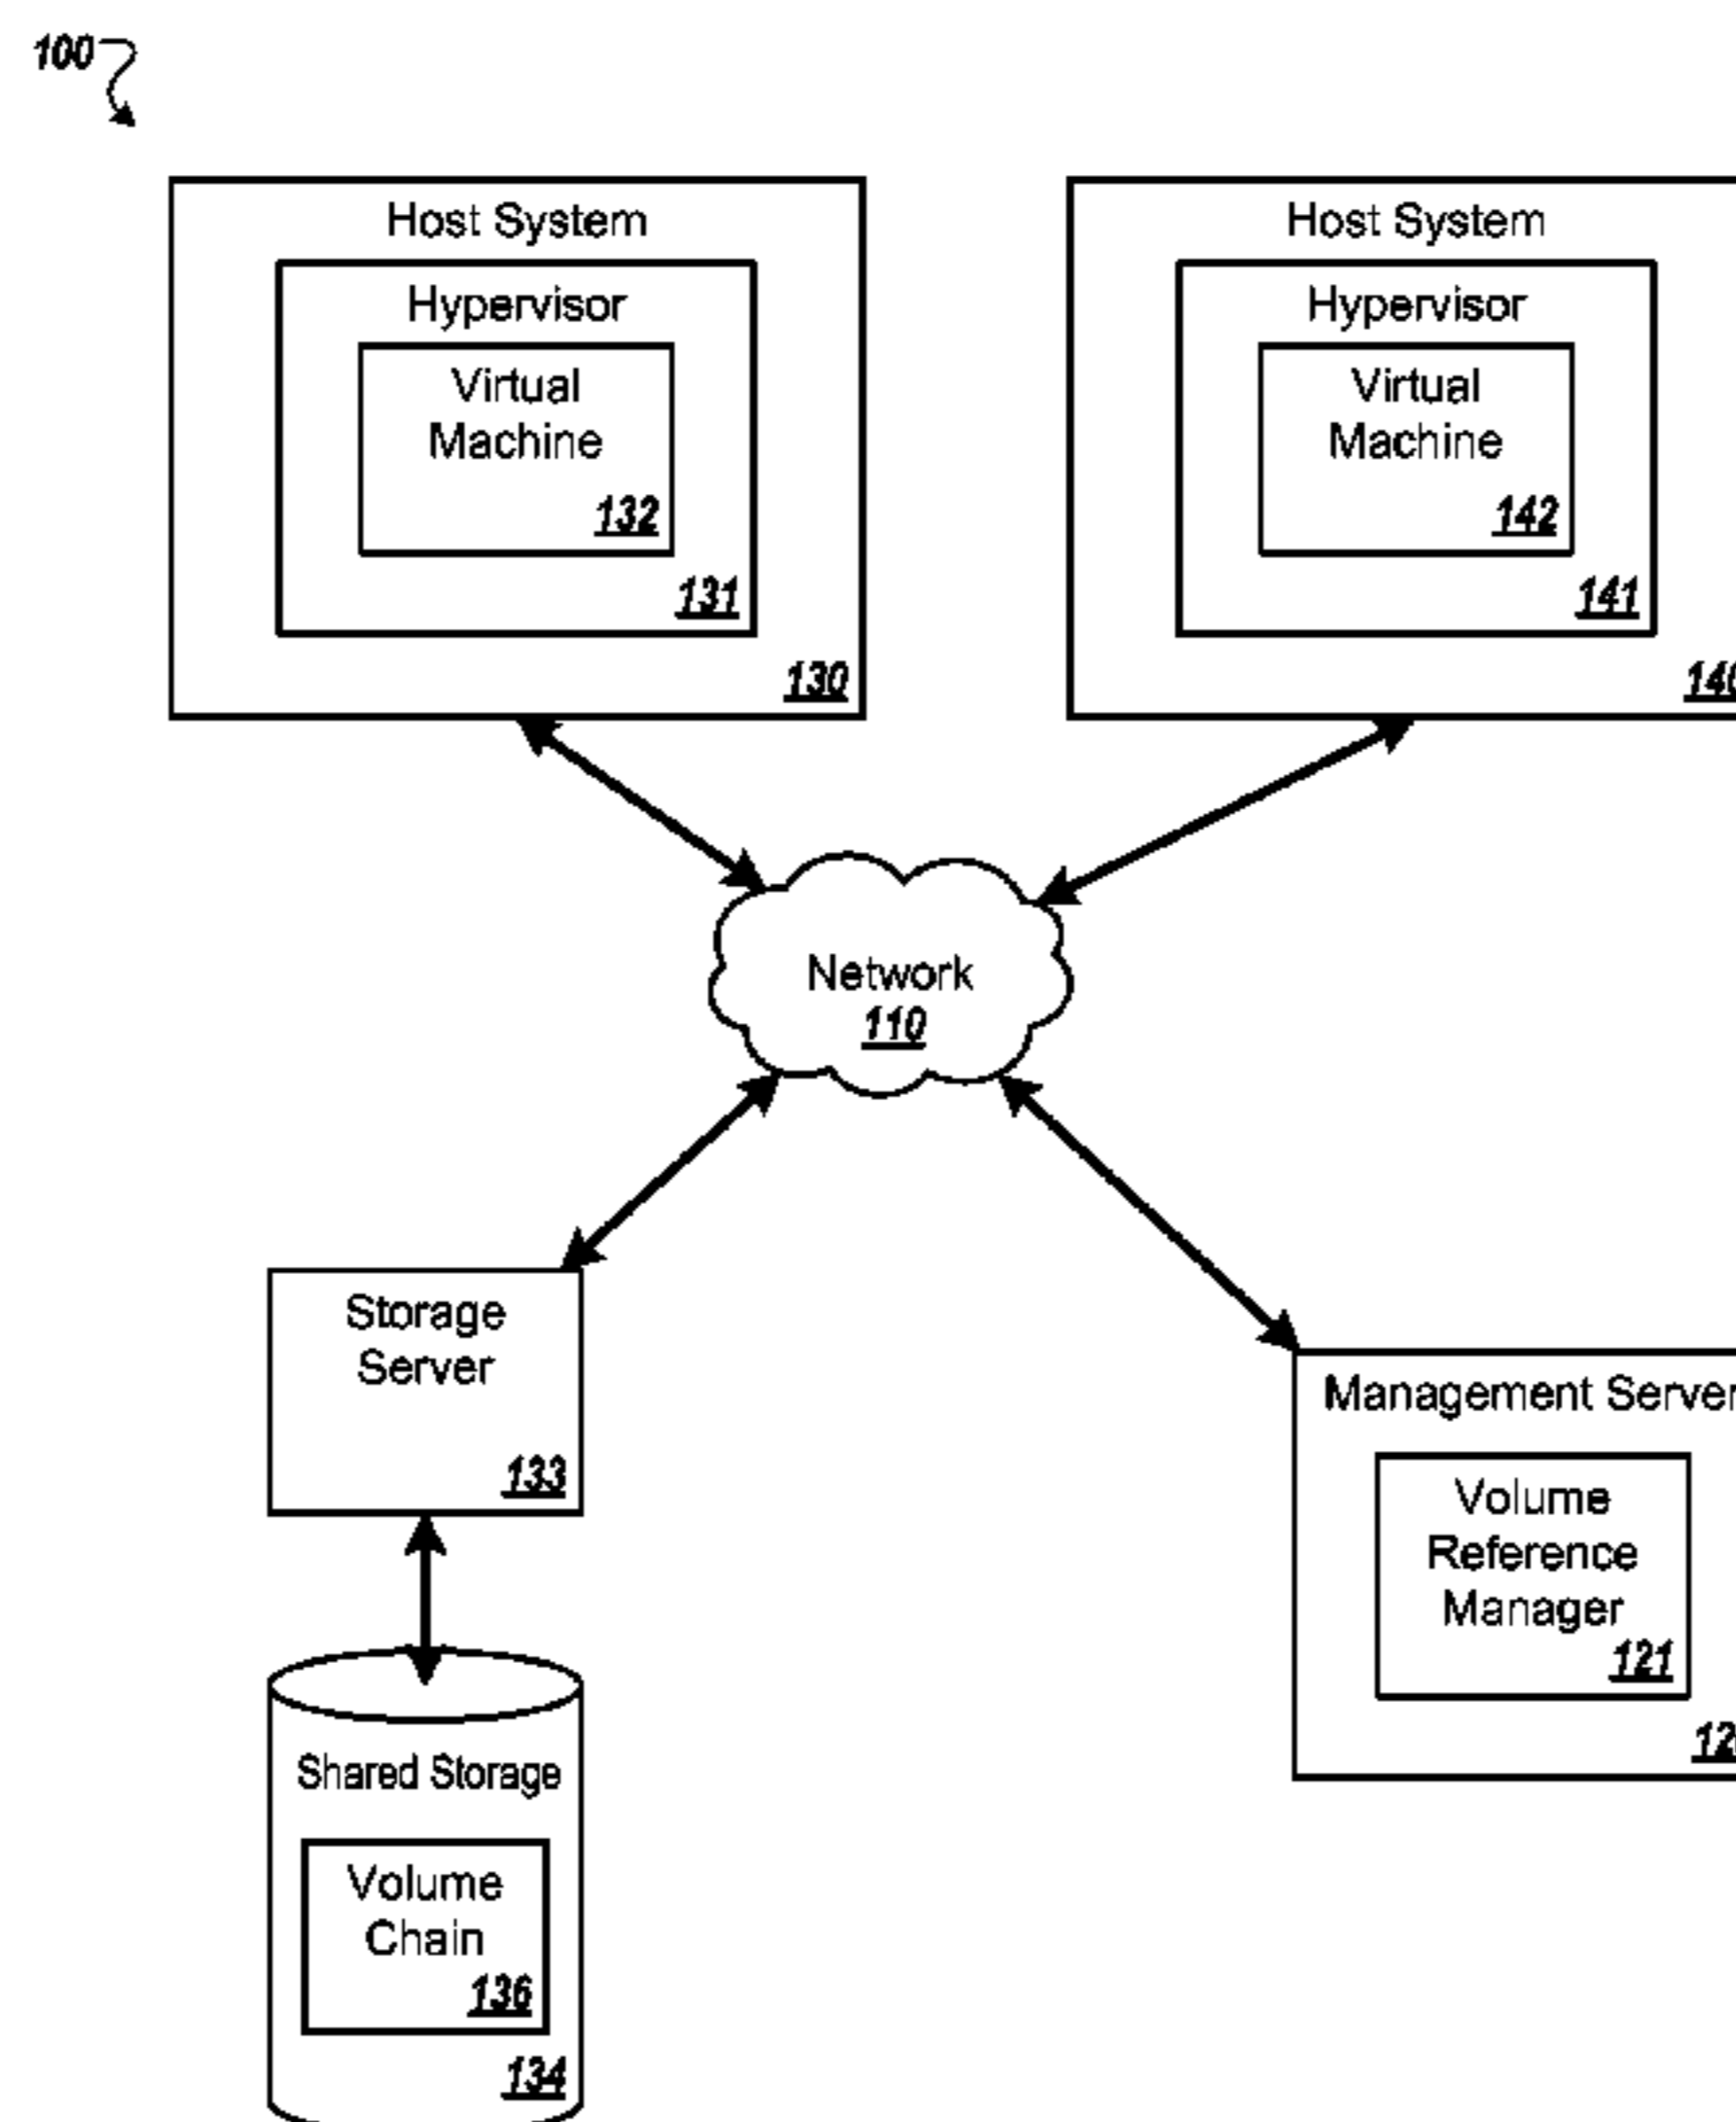 100
Host System
Hypervisor
Virtual
Machine
132
131
130
Host System
Hypervisor
Virtual
Machine
142
141
Network
110
Storage
Server
133
Management Server
Volume
Reference
Manager
121
Shared Storage
Volume
Chain
136
134